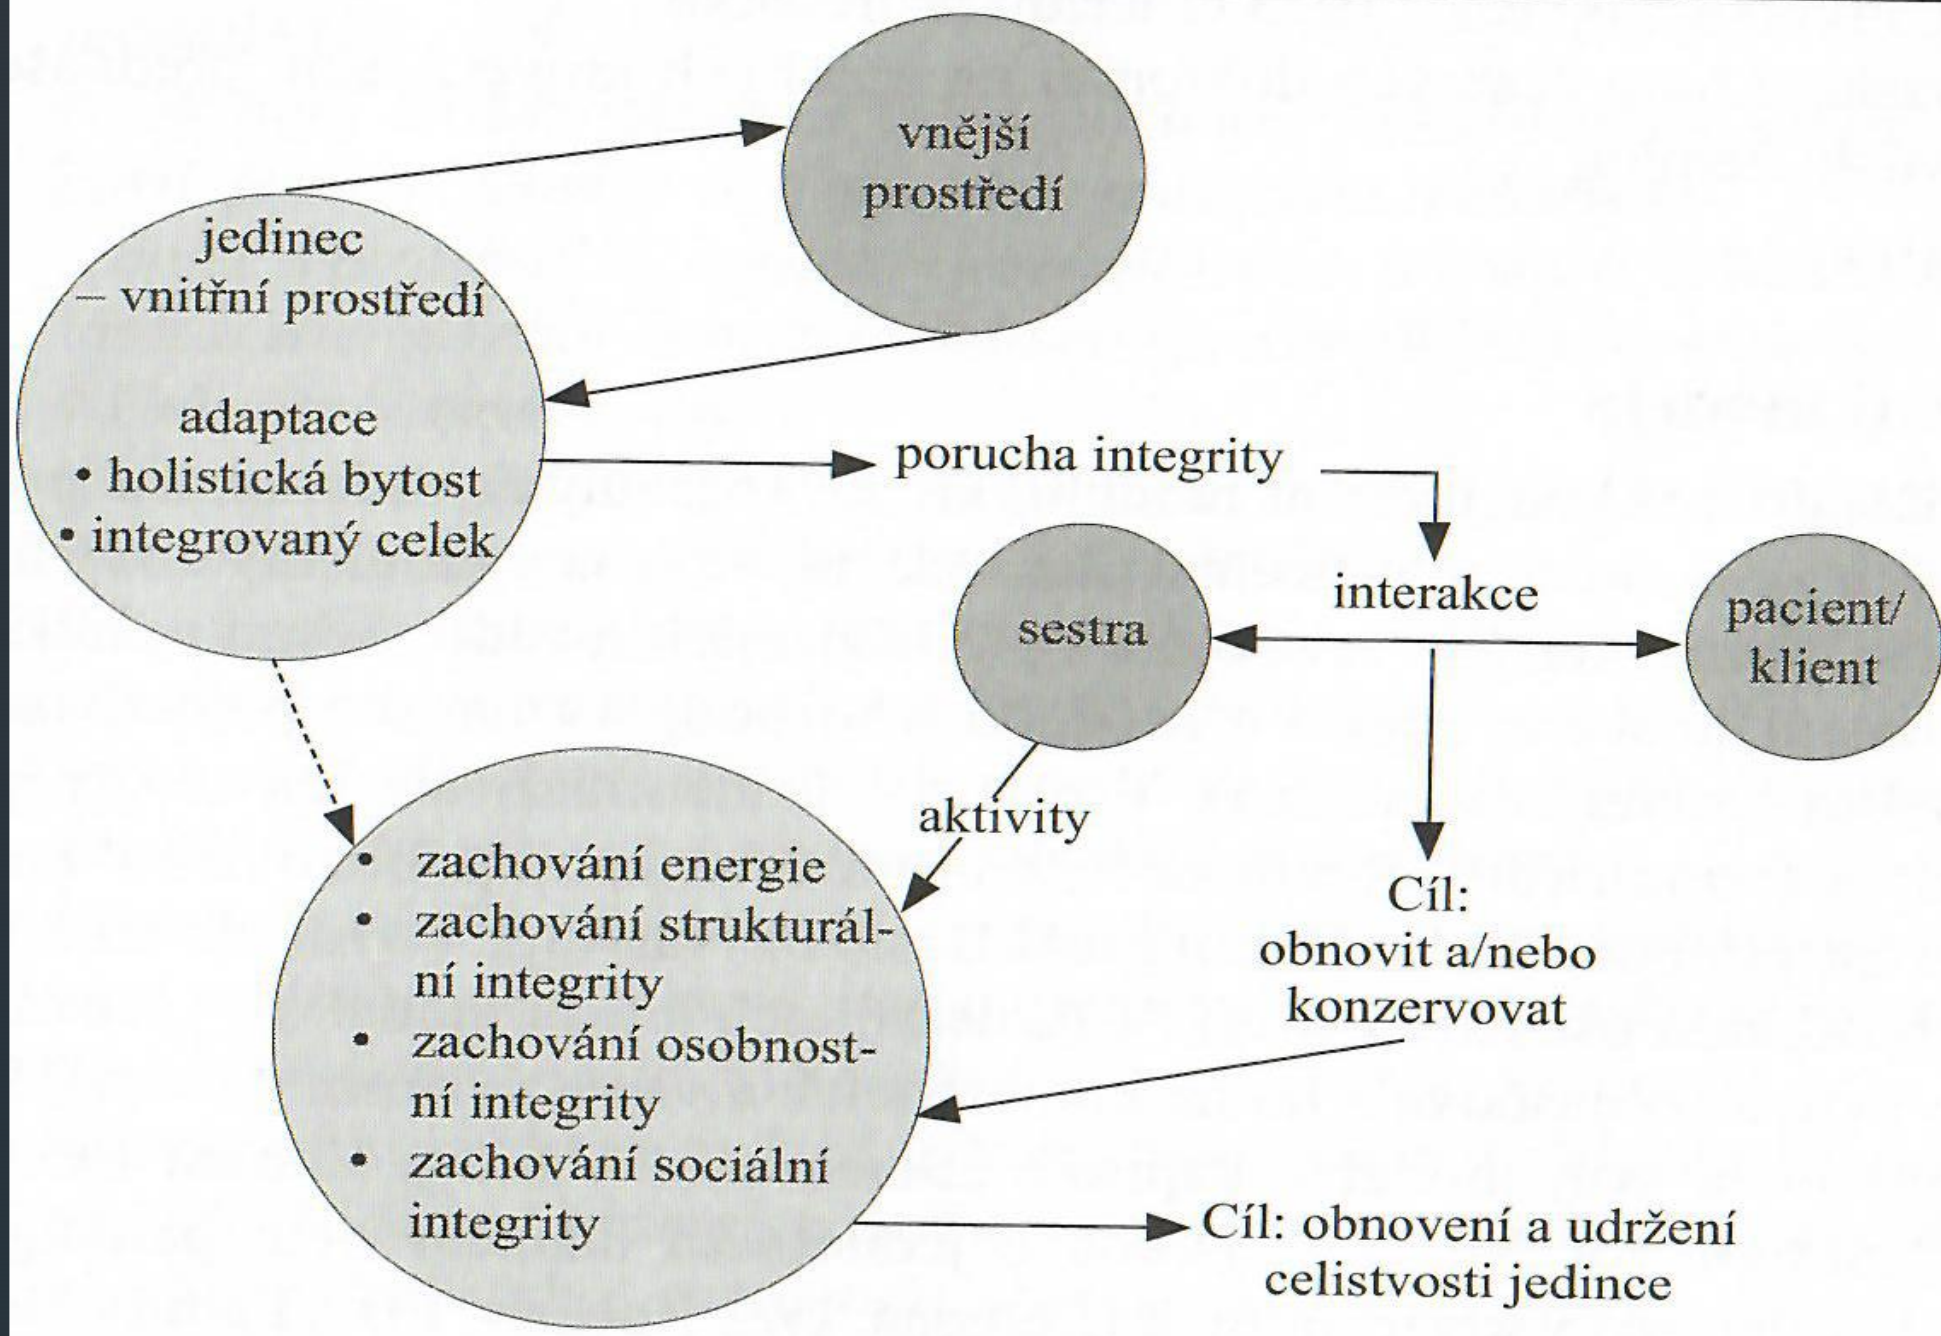 vnější
prostředí
jedinec
– vnitřní prostředí
adaptace
• holistická bytost
• integrovaný celek
porucha integrity
interakce
sestra
pacient/
klient
aktivity
• zachování energie
• zachování strukturál-
ní integrity
• zachování osobnost-
ní integrity
• zachování sociální
integrity
Cíl:
obnovit a/nebo
konzervovat
Cíl: obnovení a udržení
celistvosti jedince